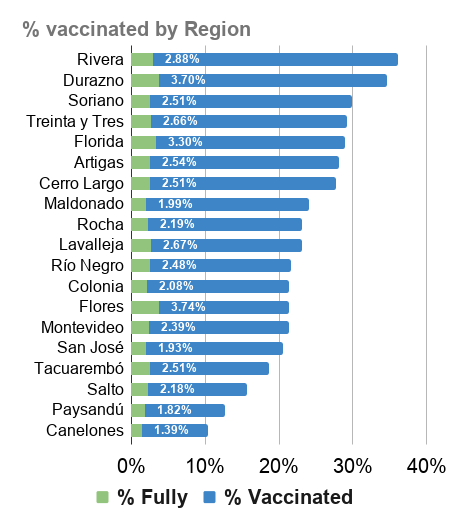 % vaccinated by Region
Rivera 2.88%
Durazno 3.70%
Soriano 2.51%
Treinta y Tres 2.66%
Florida 3.30%
Artigas 2.54%
Cerro Largo 2.51%
Maldonado 1.99%
Rocha 2.19%
Lavalleja 2.67%
Río Negro 2.48%
Colonia 2.08%
Flores 3.74%
Montevideo 2.39%
San José 1.93%
Tacuarembó 2.51%
Salto 2.18%
Paysandú 1.82%
Canelones 1.39%
0% 10% 20% 30% 40%
% Fully % Vaccinated